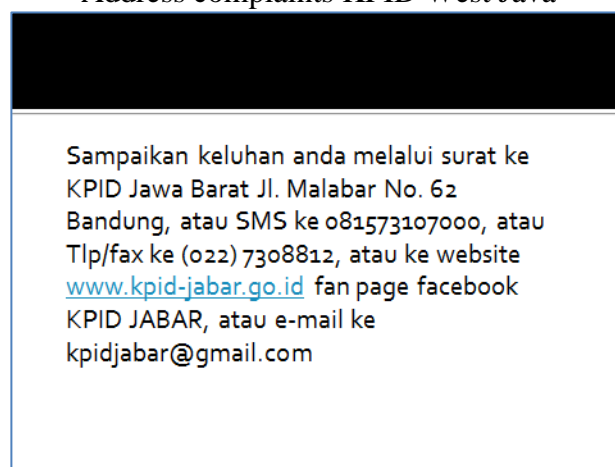 Address complaints KPID West Java
Sampaikan keluhan anda melalui surat ke
KPID Jawa Barat Jl. Malabar No. 62
Bandung, atau SMS ke 081573107000, atau
Tlp/fax ke (022) 7308812, atau ke website
www.kpid-jabar.go.id fan page facebook
KPID JABAR, atau e-mail ke
kpidjabar@gmail.com